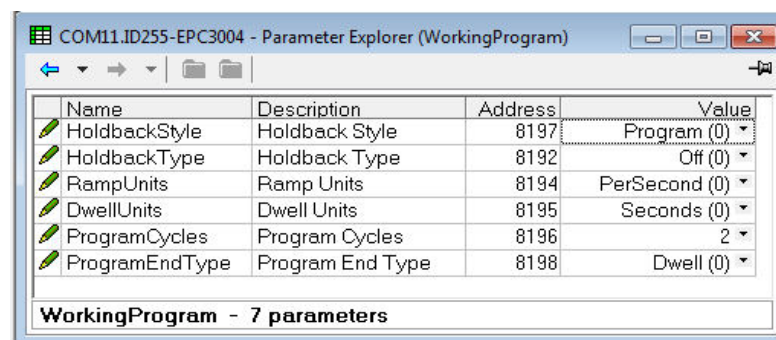 COM11.ID255-EPC3004 - Parameter Explorer (WorkingProgram)
Name Description Address Value
HoldbackStyle Holdback Style 8197 Program (0)
HoldbackType Holdback Type 8192 Off (0)
RampUnits Ramp Units 8194 PerSecond (0)
DwellUnits Dwell Units 8195 Seconds (0)
ProgramCycles Program Cycles 8196 2
ProgramEndType Program End Type 8198 Dwell (0)
WorkingProgram - 7 parameters